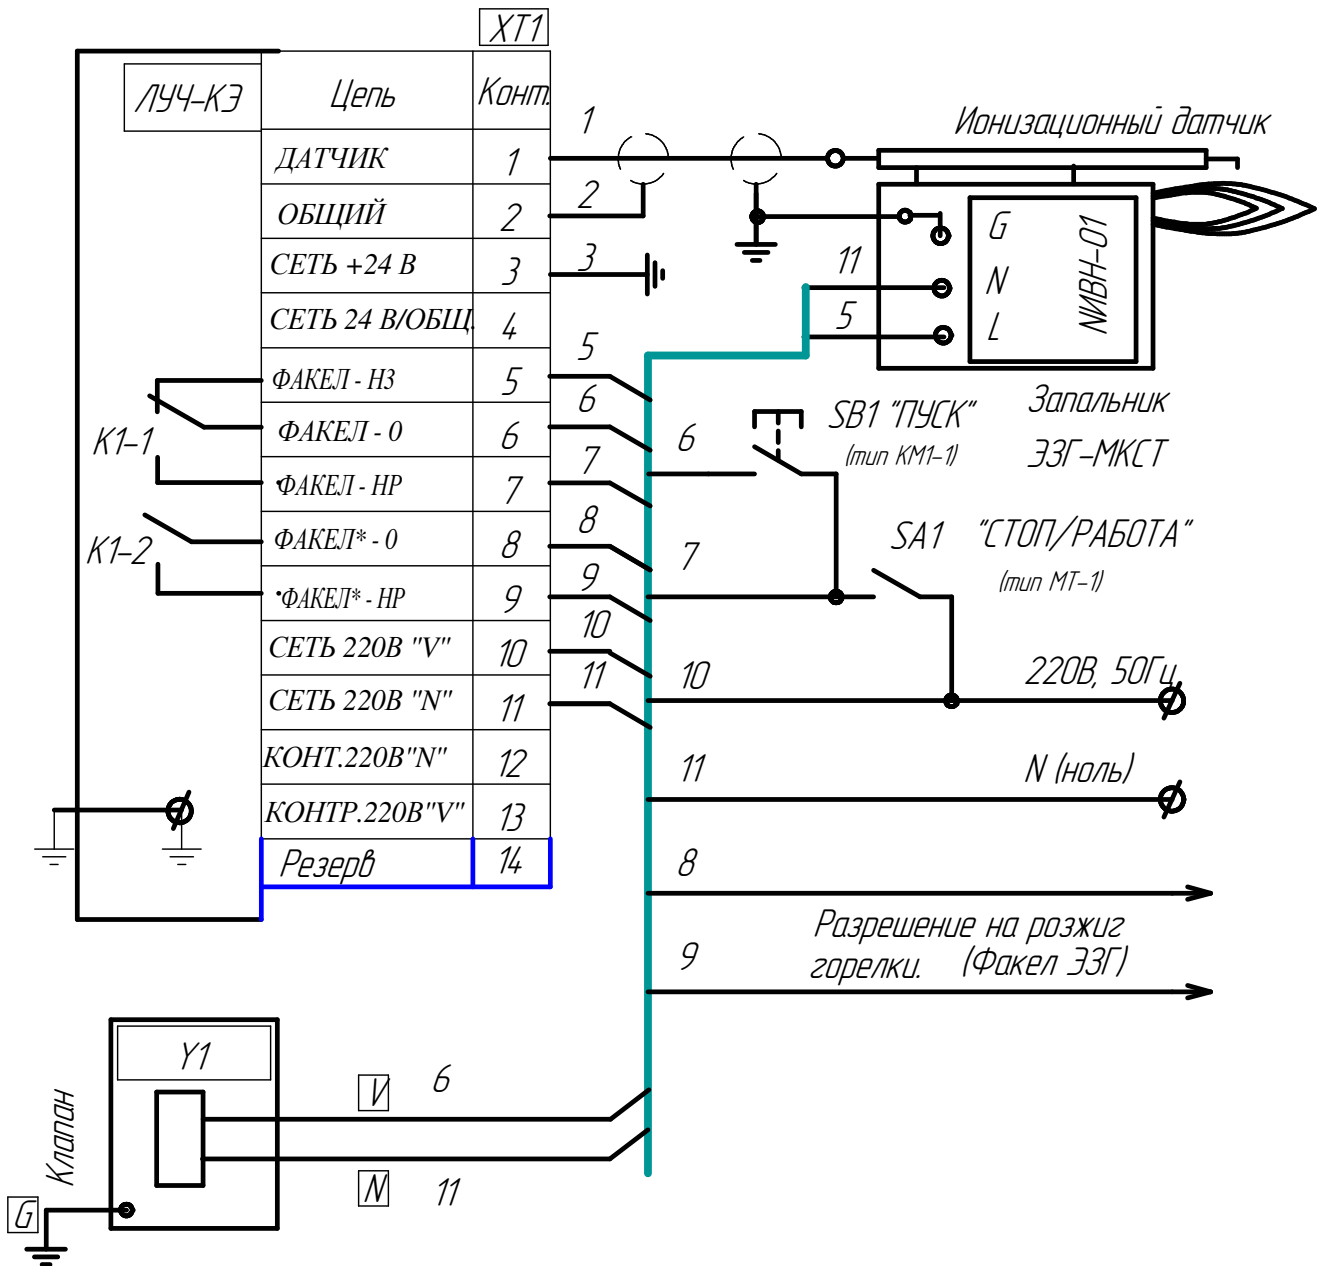 XT1
ЛУЧ-КЭ
Цепь Конт.
ДАТЧИК 1
ОБЩИЙ 2
СЕТЬ +24 В 3
СЕТЬ 24 В/ОБЩ. 4
ФАКЕЛ - НЗ 5
ФАКЕЛ - 0 6
ФАКЕЛ - НР 7
ФАКЕЛ* - 0 8
ФАКЕЛ* - НР 9
СЕТЬ 220В "V" 10
СЕТЬ 220В "N" 11
КОНТ.220В"N" 12
КОНТР.220В"V" 13
Резерв 14
К1-1
К1-2
1
2
3
5
6
7
8
9
10
11
Ионизационный датчик
11
5
G
N
L
NИВН-01
Запальник
ЭЗГ-МКСТ
6
SB1 "ПУСК"
(тип КМ1-1)
7
SA1 "СТОП/РАБОТА"
(тип МТ-1)
10
220В, 50Гц
11
N (ноль)
8
Разрешение на розжиг
горелки. (Факел ЭЗГ)
9
Y1
Клапан
V 6
N 11
G